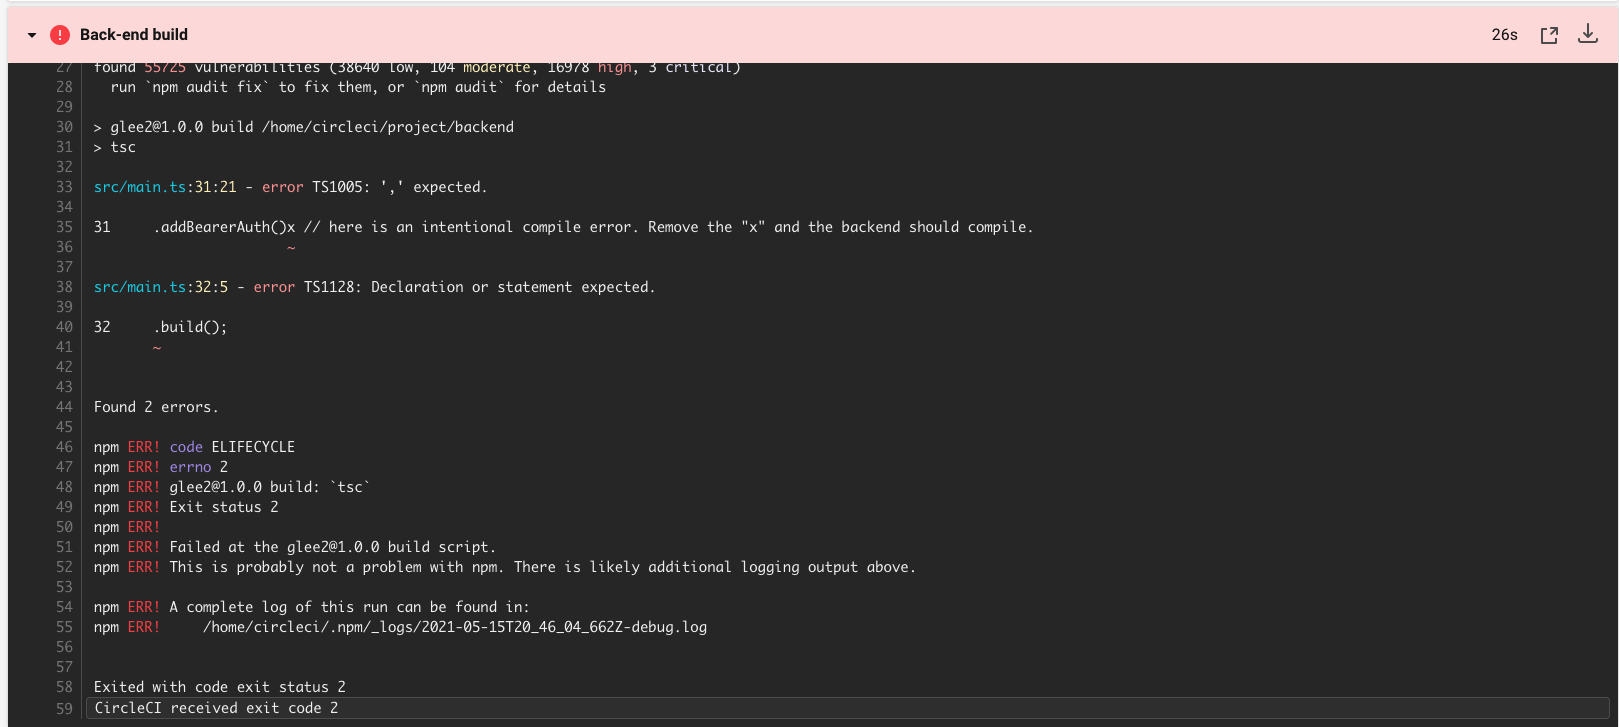 Back-end build
26s
27 found 55725 vulnerabilities (38640 low, 104 moderate, 16978 high, 3 critical)
28 run `npm audit fix` to fix them, or `npm audit` for details
29
30 > glee2@1.0.0 build /home/circleci/project/backend
31 > tsc
32
33 src/main.ts:31:21 - error TS1005: ',' expected.
34
35 31     .addBearerAuth()x // here is an intentional compile error. Remove the "x" and the backend should compile.
36 ~
37
38 src/main.ts:32:5 - error TS1128: Declaration or statement expected.
39
40 32     .build();
41 ~
42
43
44 Found 2 errors.
45
46 npm ERR! code ELIFECYCLE
47 npm ERR! errno 2
48 npm ERR! glee2@1.0.0 build: `tsc`
49 npm ERR! Exit status 2
50 npm ERR!
51 npm ERR! Failed at the glee2@1.0.0 build script.
52 npm ERR! This is probably not a problem with npm. There is likely additional logging output above.
53
54 npm ERR! A complete log of this run can be found in:
55 npm ERR!     /home/circleci/.npm/_logs/2021-05-15T20_46_04_662Z-debug.log
56
57
58 Exited with code exit status 2
59 CircleCI received exit code 2